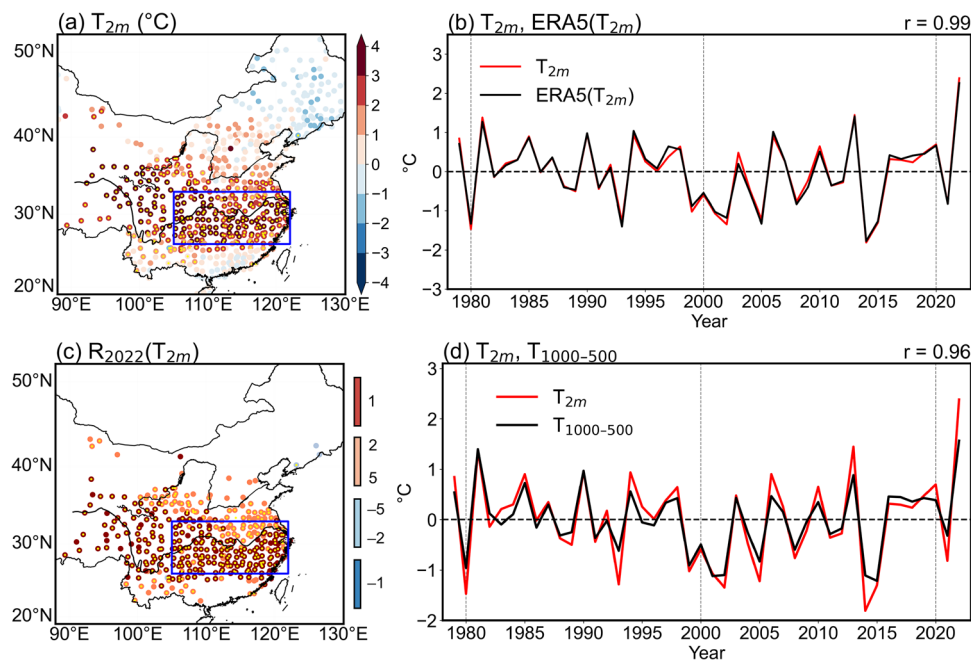 (a) T₂ₘ (°C)
50°N
40°N
30°N
20°N
90°E 100°E 110°E 120°E 130°E
4
3
2
1
0
−1
−2
−3
−4
(b) T₂ₘ, ERA5(T₂ₘ) r = 0.99
T₂ₘ
ERA5(T₂ₘ)
°C
3
2
1
0
−1
−2
−3
1980 1985 1990 1995 2000 2005 2010 2015 2020
Year
(c) R₂₀₂₂(T₂ₘ)
50°N
40°N
30°N
20°N
90°E 100°E 110°E 120°E 130°E
1
2
5
−5
−2
−1
(d) T₂ₘ, T₁₀₀₀₋₅₀₀ r = 0.96
T₂ₘ
T₁₀₀₀₋₅₀₀
°C
3
2
1
0
−1
−2
1980 1985 1990 1995 2000 2005 2010 2015 2020
Year